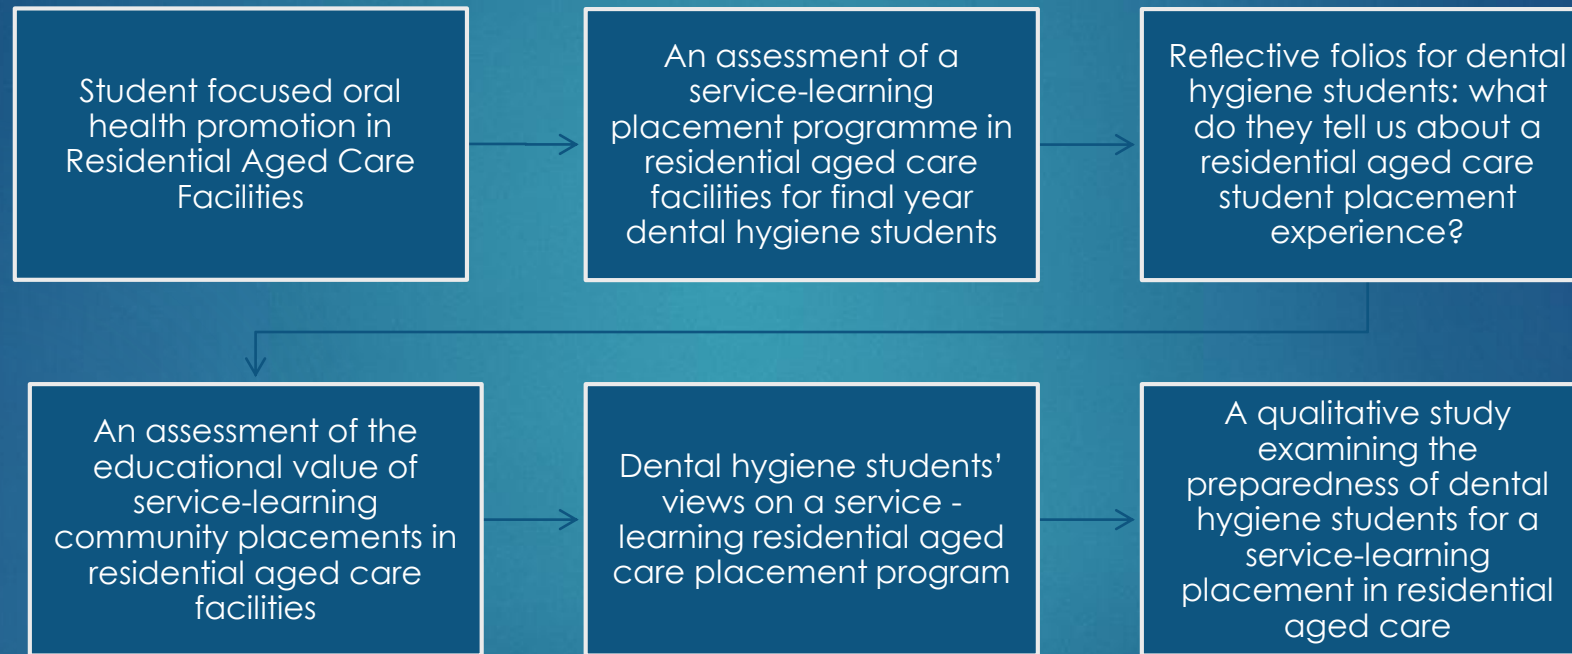 Student focused oral
health promotion in
Residential Aged Care
Facilities
An assessment of a
service-learning
placement programme in
residential aged care
facilities for final year
dental hygiene students
Reflective folios for dental
hygiene students: what
do they tell us about a
residential aged care
student placement
experience?
An assessment of the
educational value of
service-learning
community placements in
residential aged care
facilities
Dental hygiene students’
views on a service -
learning residential aged
care placement program
A qualitative study
examining the
preparedness of dental
hygiene students for a
service-learning
placement in residential
aged care